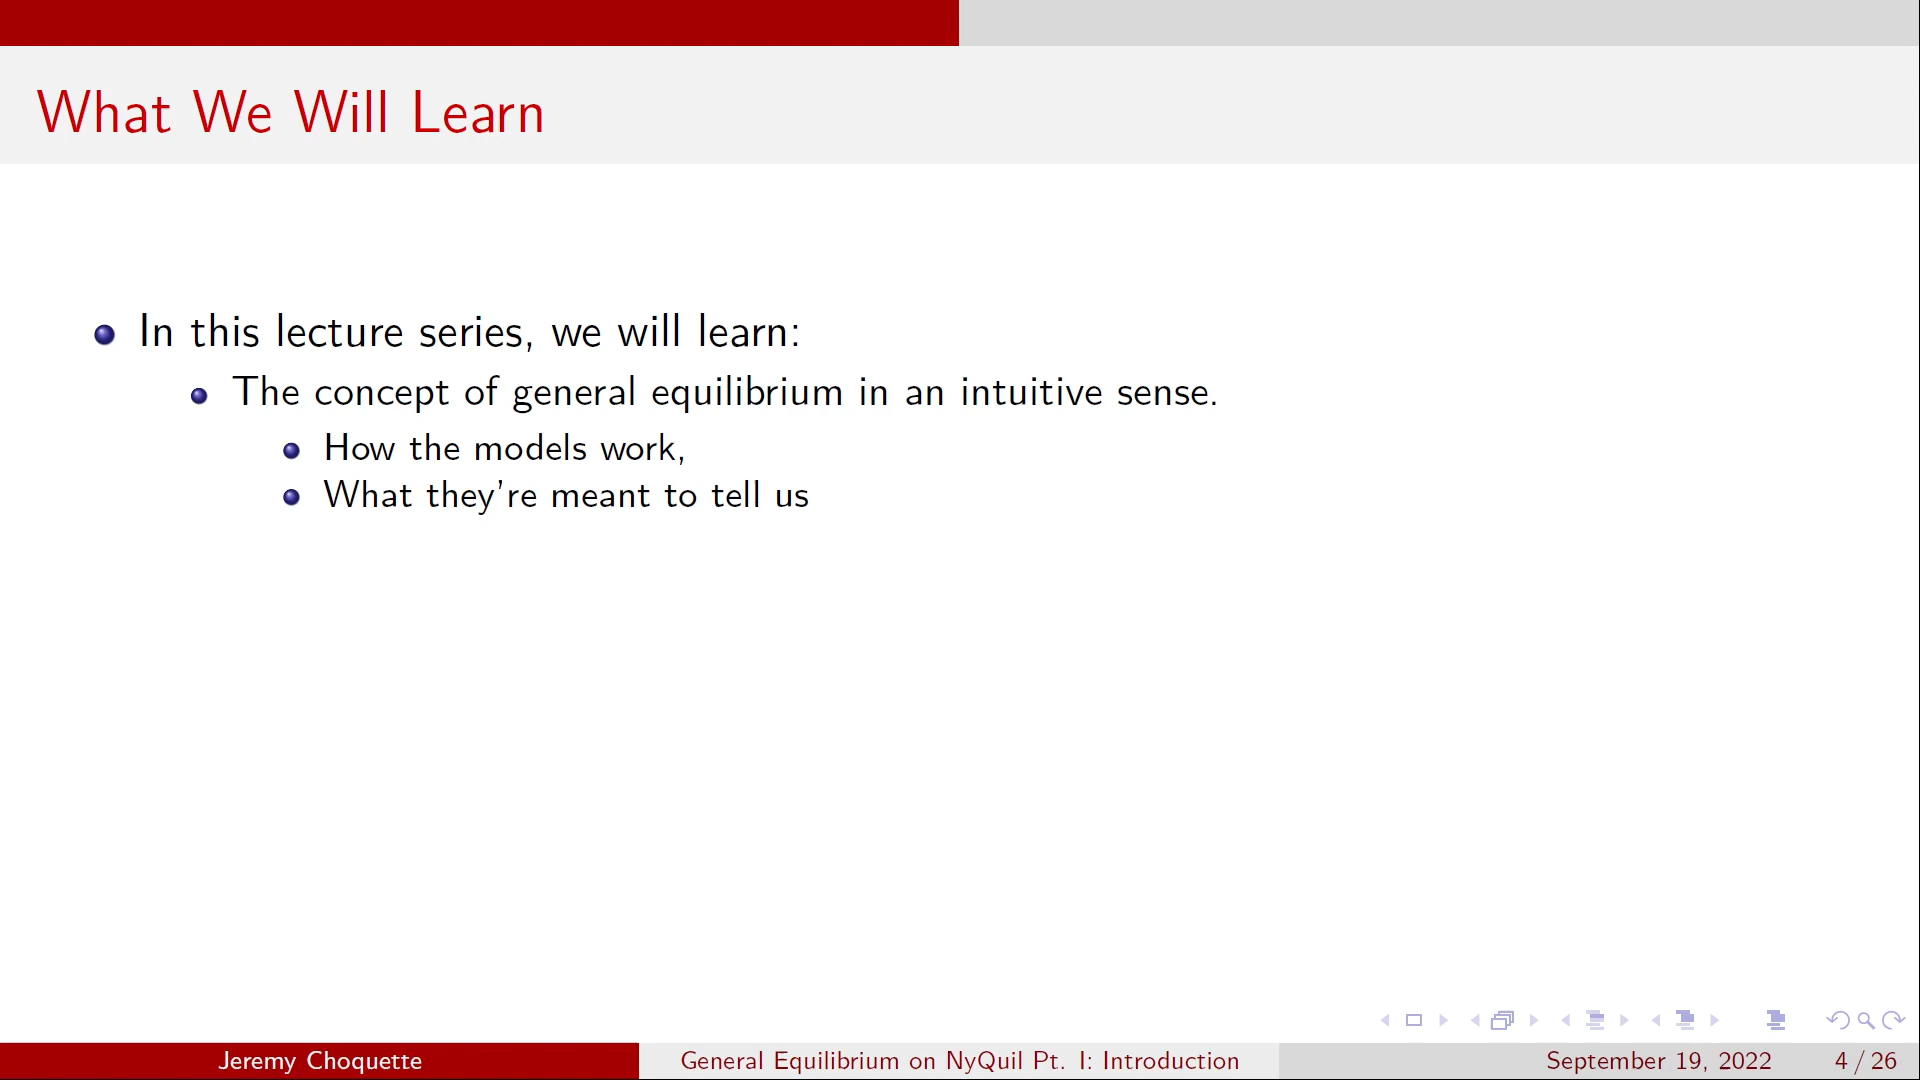 What We Will Learn
In this lecture series, we will learn:
The concept of general equilibrium in an intuitive sense.
How the models work,
What they're meant to tell us
Jeremy Choquette
General Equilibrium on NyQuil Pt. I: Introduction
September 19, 2022
4 / 26